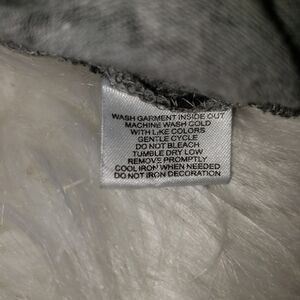 WASH GARMENT INSIDE OUT
MACHINE WASH COLD
WITH LIKE COLORS
GENTLE CYCLE
DO NOT BLEACH
TUMBLE DRY LOW
REMOVE PROMPTLY
COOL IRON WHEN NEEDED
DO NOT IRON DECORATION